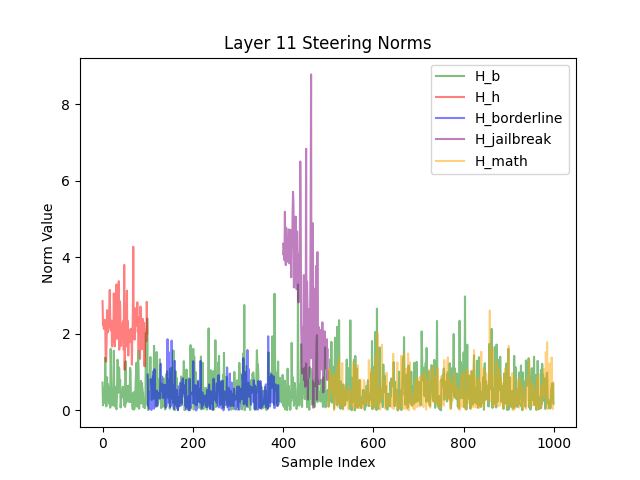 Layer 11 Steering Norms
H_b
H_h
H_borderline
H_jailbreak
H_math
Norm Value
8
6
4
2
0
0 200 400 600 800 1000
Sample Index